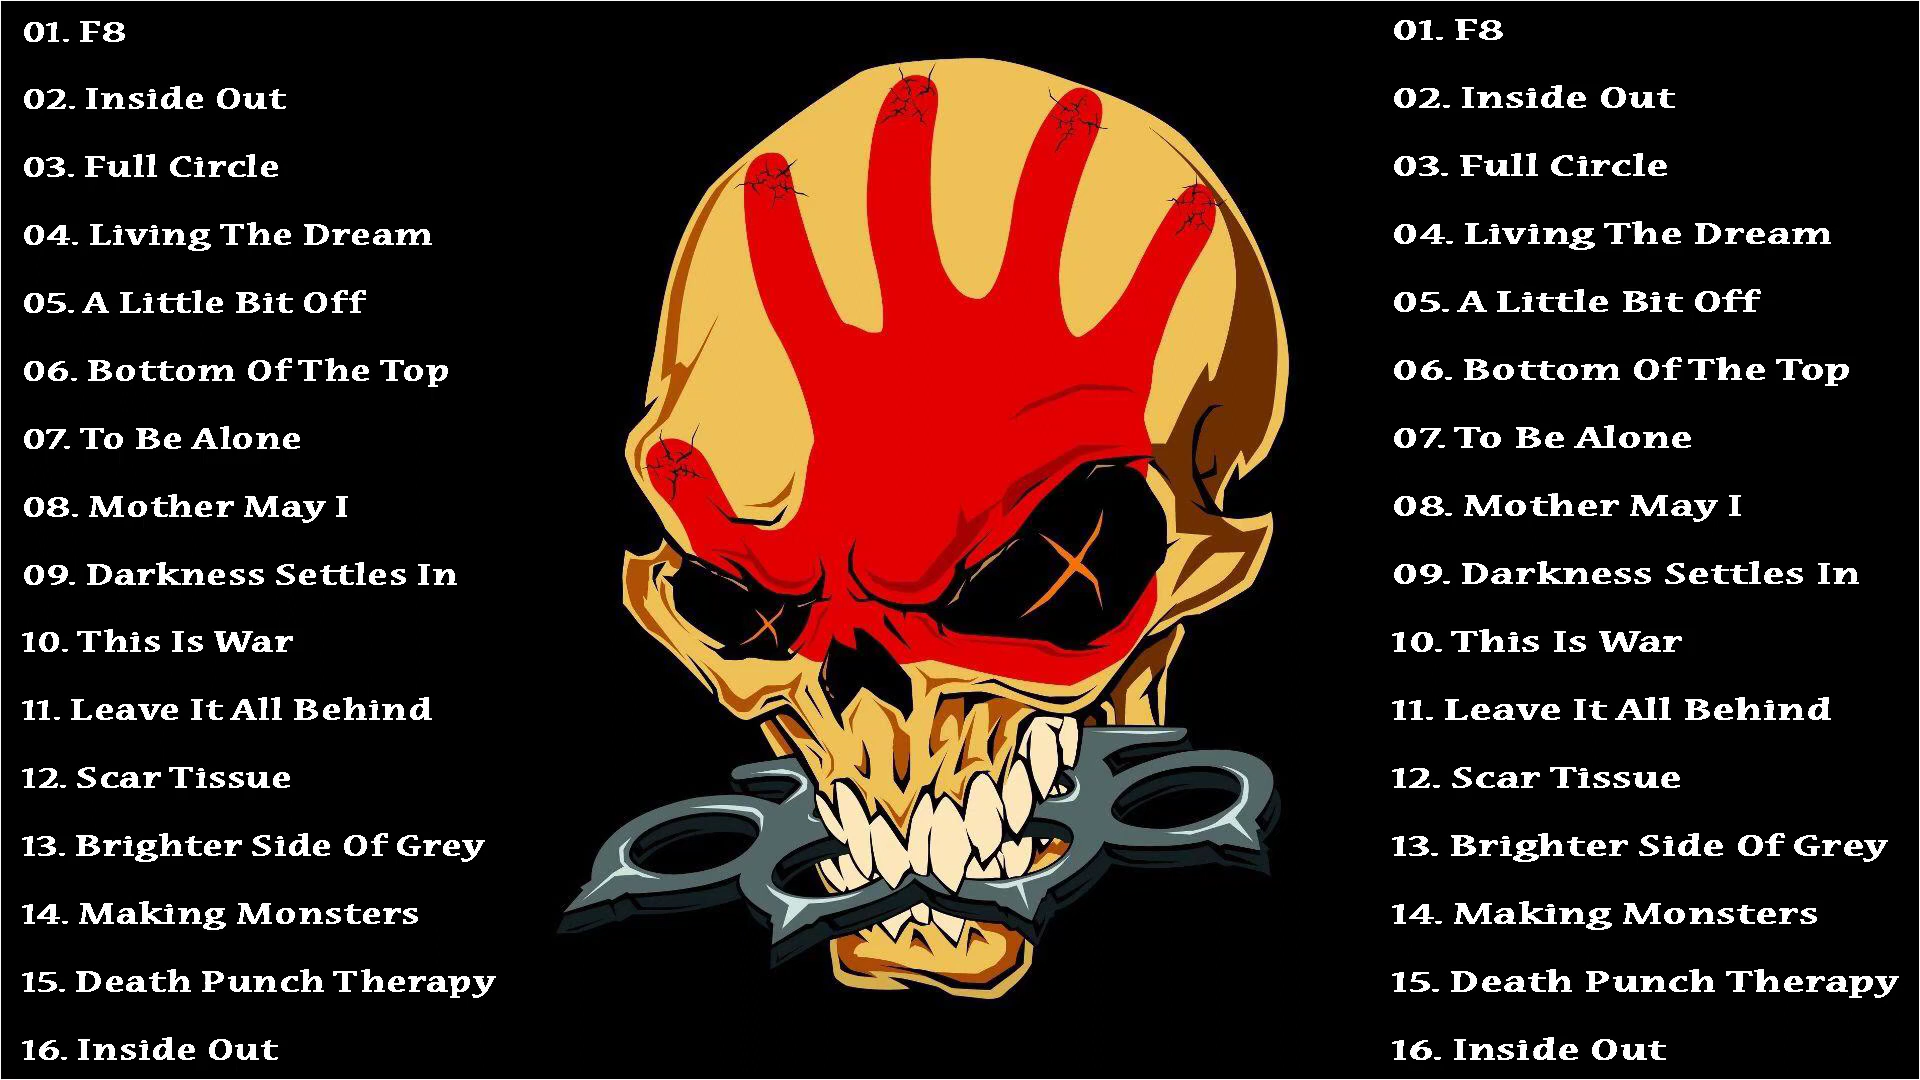 01. F8
02. Inside Out
03. Full Circle
04. Living The Dream
05. A Little Bit Off
06. Bottom Of The Top
07. To Be Alone
08. Mother May I
09. Darkness Settles In
10. This Is War
11. Leave It All Behind
12. Scar Tissue
13. Brighter Side Of Grey
14. Making Monsters
15. Death Punch Therapy
16. Inside Out
01. F8
02. Inside Out
03. Full Circle
04. Living The Dream
05. A Little Bit Off
06. Bottom Of The Top
07. To Be Alone
08. Mother May I
09. Darkness Settles In
10. This Is War
11. Leave It All Behind
12. Scar Tissue
13. Brighter Side Of Grey
14. Making Monsters
15. Death Punch Therapy
16. Inside Out